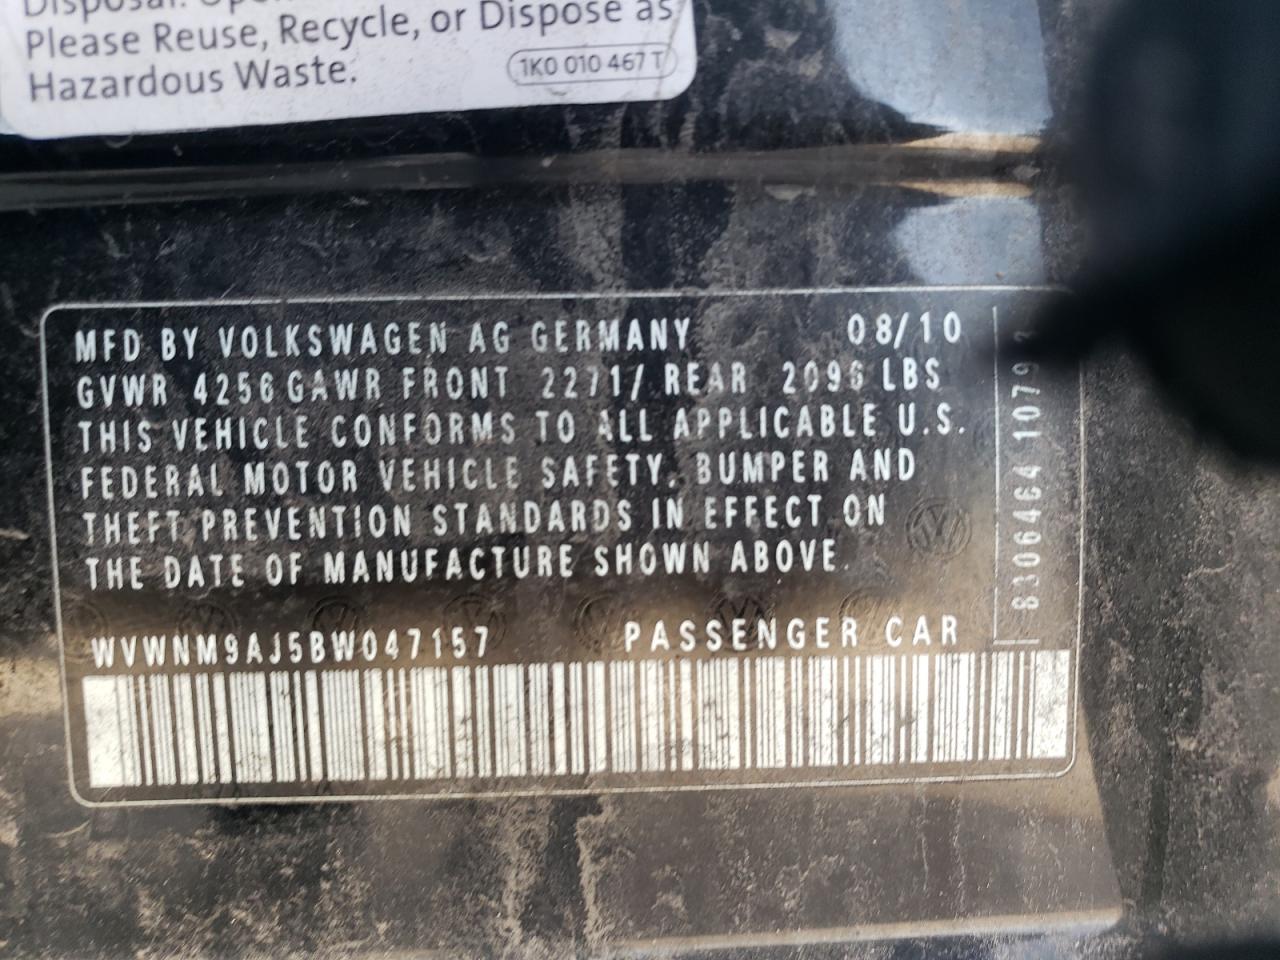 Please Reuse, Recycle, or Dispose as
Hazardous Waste.
1K0 010 467 T
MFD BY VOLKSWAGEN AG GERMANY 08/10
GVWR 4256 GAWR FRONT 2271/ REAR 2096 LBS
THIS VEHICLE CONFORMS TO ALL APPLICABLE U.S.
FEDERAL MOTOR VEHICLE SAFETY, BUMPER AND
THEFT PREVENTION STANDARDS IN EFFECT ON
THE DATE OF MANUFACTURE SHOWN ABOVE.
WVWNM9AJ5BW047157 PASSENGER CAR